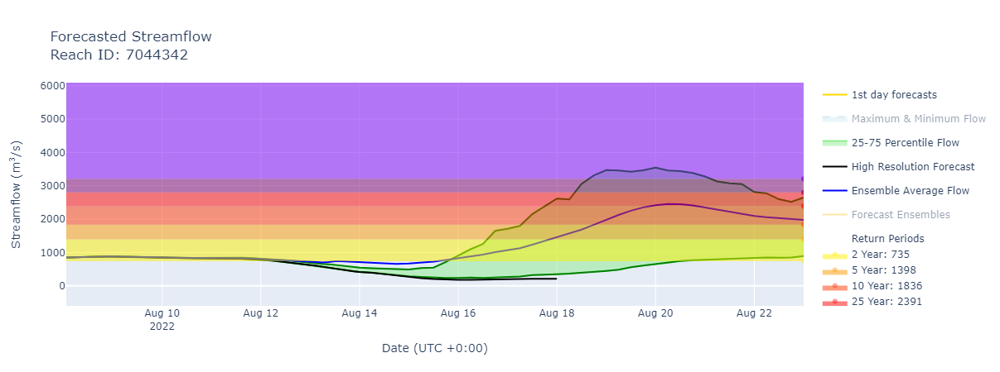 Forecasted Streamflow
Reach ID: 7044342
6000
5000
4000
3000
2000
1000
0
Streamflow (m³/s)
Aug 10
2022
Aug 12
Aug 14
Aug 16
Aug 18
Aug 20
Aug 22
Date (UTC +0:00)
1st day forecasts
Maximum & Minimum Flow
25-75 Percentile Flow
High Resolution Forecast
Ensemble Average Flow
Forecast Ensembles
Return Periods
2 Year: 735
5 Year: 1398
10 Year: 1836
25 Year: 2391